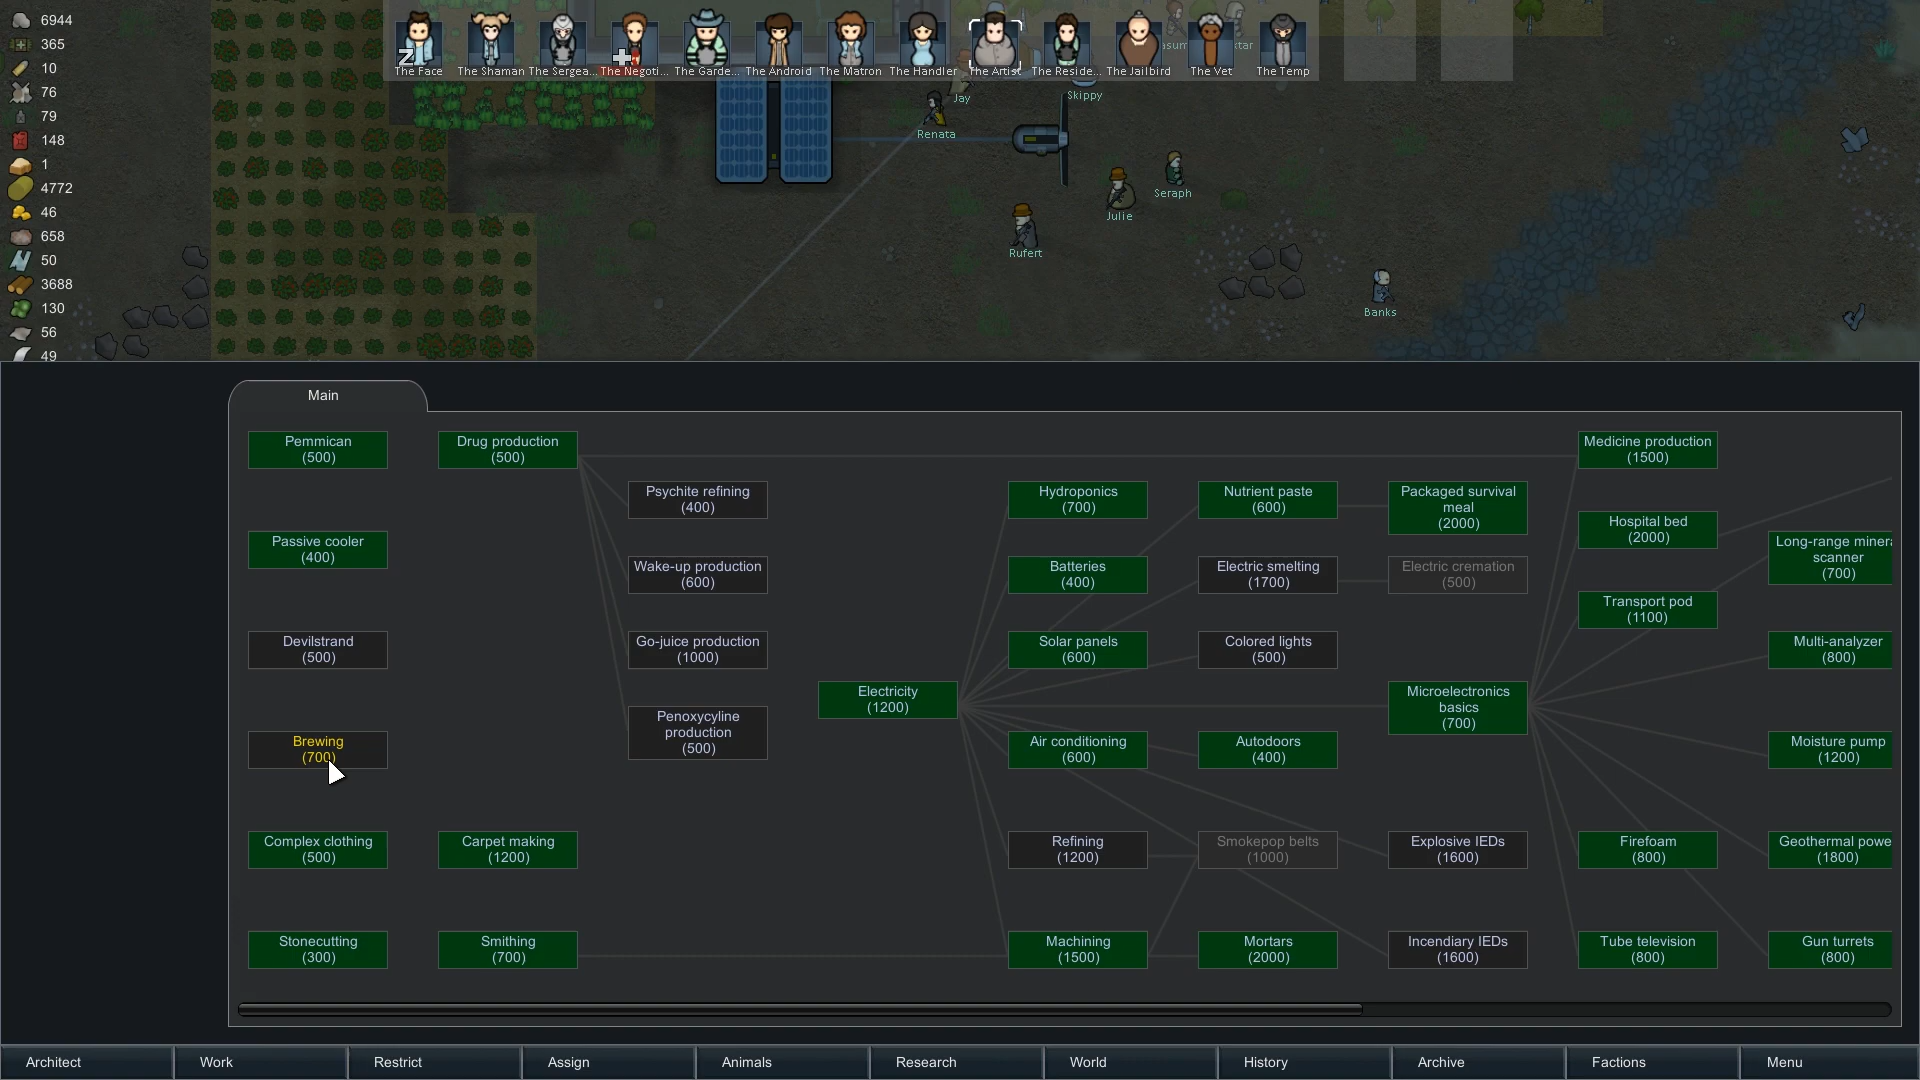 6944
365
10
76
79
148
1
4772
46
658
50
3688
130
56
49
Z
The Face
The Shaman
The Sergea...
The Negoti...
The Garde...
The Android
The Matron
The Handler
The Artist
The Reside...
The Jailbird
The Vet
The Temp
Jay
Skippy
Renata
Seraph
Julie
Rufert
Banks
Main
Pemmican
(500)
Drug production
(500)
Medicine production
(1500)
Psychite refining
(400)
Hydroponics
(700)
Nutrient paste
(600)
Packaged survival
meal
(2000)
Hospital bed
(2000)
Passive cooler
(400)
Long-range minera
scanner
(700)
Wake-up production
(600)
Batteries
(400)
Electric smelting
(1700)
Electric cremation
(500)
Transport pod
(1100)
Devilstrand
(500)
Go-juice production
(1000)
Solar panels
(600)
Colored lights
(500)
Multi-analyzer
(800)
Electricity
(1200)
Microelectronics
basics
(700)
Penoxycyline
production
(500)
Brewing
(700)
Air conditioning
(600)
Autodoors
(400)
Moisture pump
(1200)
Complex clothing
(500)
Carpet making
(1200)
Refining
(1200)
Smokepop belts
(1000)
Explosive IEDs
(1600)
Firefoam
(800)
Geothermal powe
(1800)
Stonecutting
(300)
Smithing
(700)
Machining
(1500)
Mortars
(2000)
Incendiary IEDs
(1600)
Tube television
(800)
Gun turrets
(800)
Architect
Work
Restrict
Assign
Animals
Research
World
History
Archive
Factions
Menu